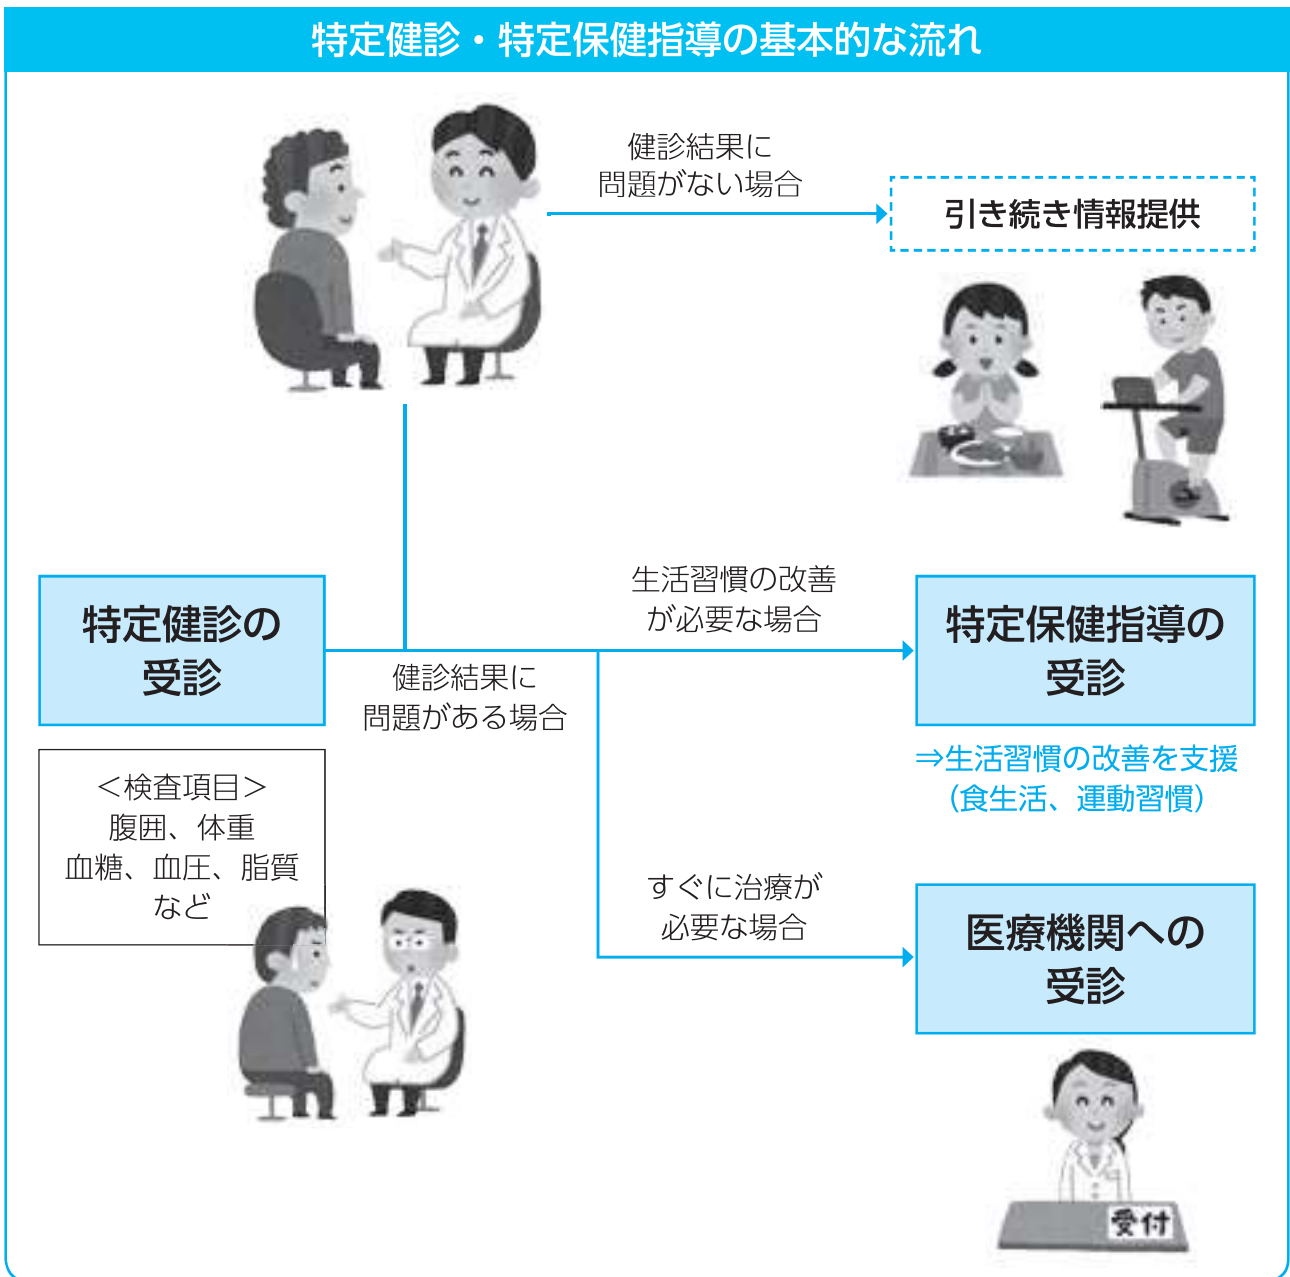 特定健診・特定保健指導の基本的な流れ
健診結果に
問題がない場合
引き続き情報提供
特定健診の
受診
健診結果に
問題がある場合
生活習慣の改善
が必要な場合
特定保健指導の
受診
⇒生活習慣の改善を支援
（食生活、運動習慣）
＜検査項目＞
腹囲、体重
血糖、血圧、脂質
など
すぐに治療が
必要な場合
医療機関への
受診
受付